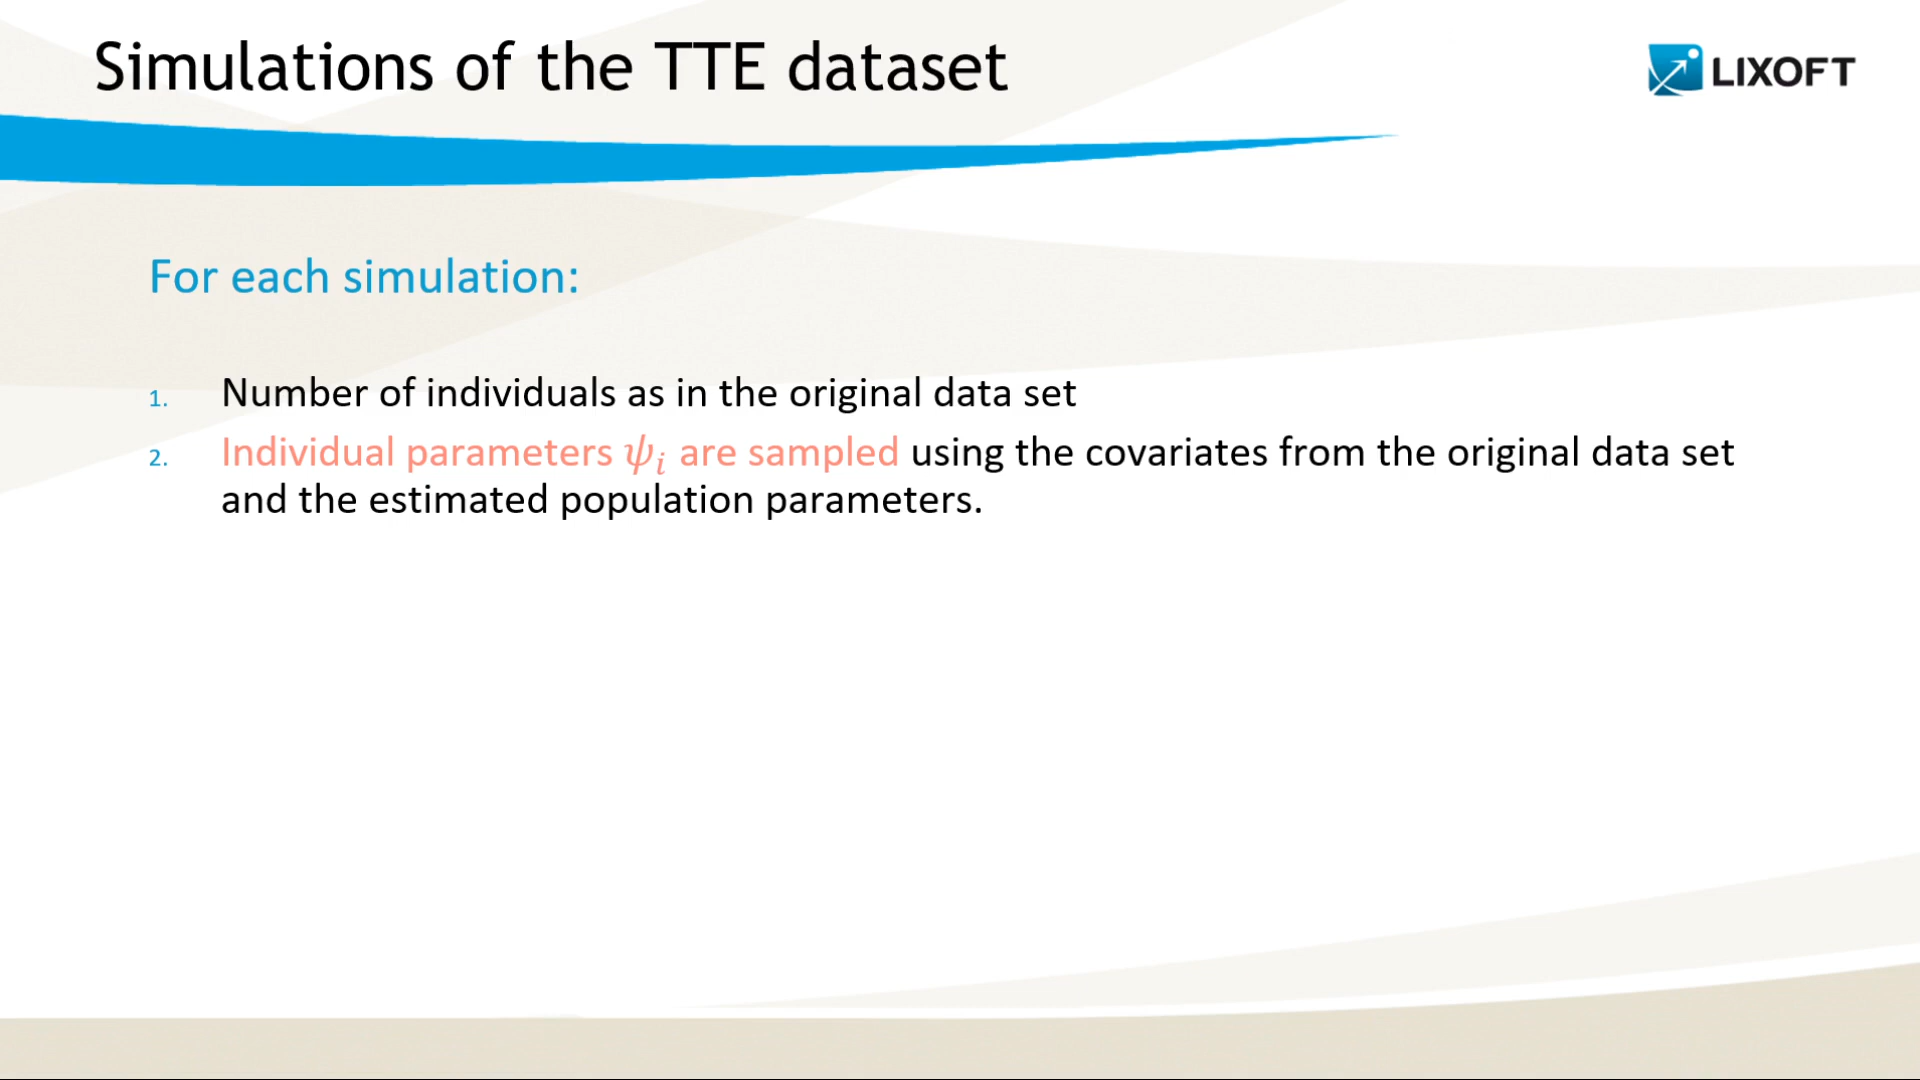 Simulations of the TTE dataset
LIXOFT
For each simulation:
1. Number of individuals as in the original data set
2. Individual parameters ψᵢ are sampled using the covariates from the original data set
and the estimated population parameters.